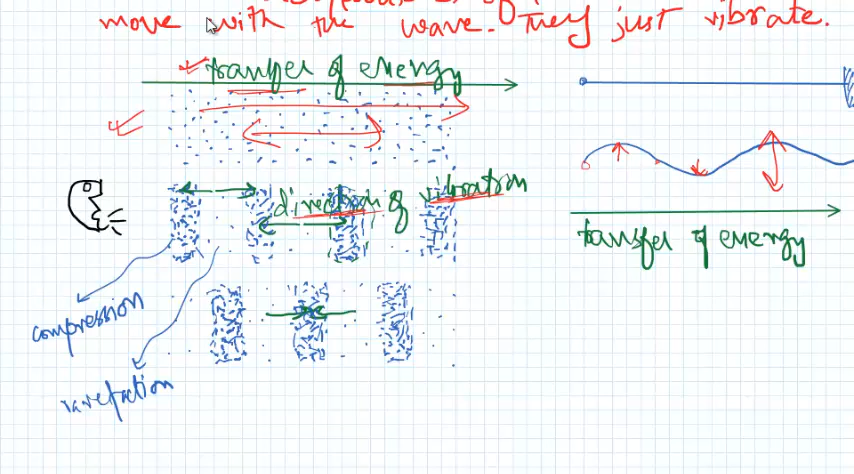 move with the wave. They just vibrate.
transfer of energy
direction of vibration
transfer of energy
compression
rarefaction